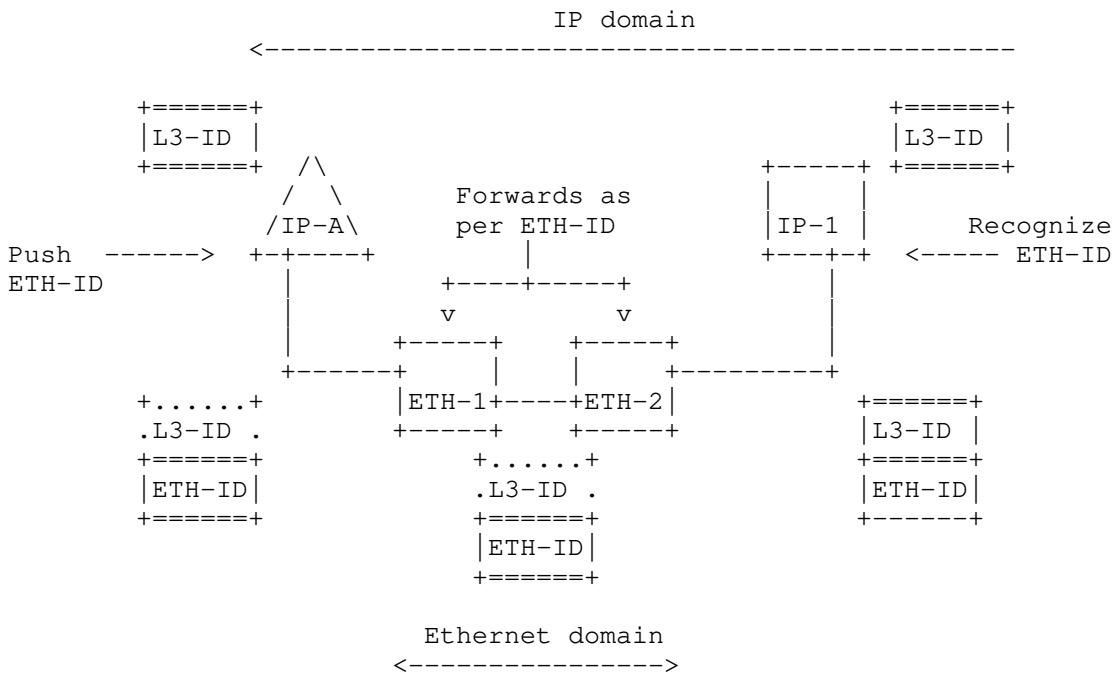 IP domain
L3-ID L3-ID
Forwards as
IP-A per ETH-ID IP-1 Recognize
Push ETH-ID
ETH-ID
v v
ETH-1 ETH-2
L3-ID L3-ID
ETH-ID L3-ID ETH-ID
ETH-ID
Ethernet domain